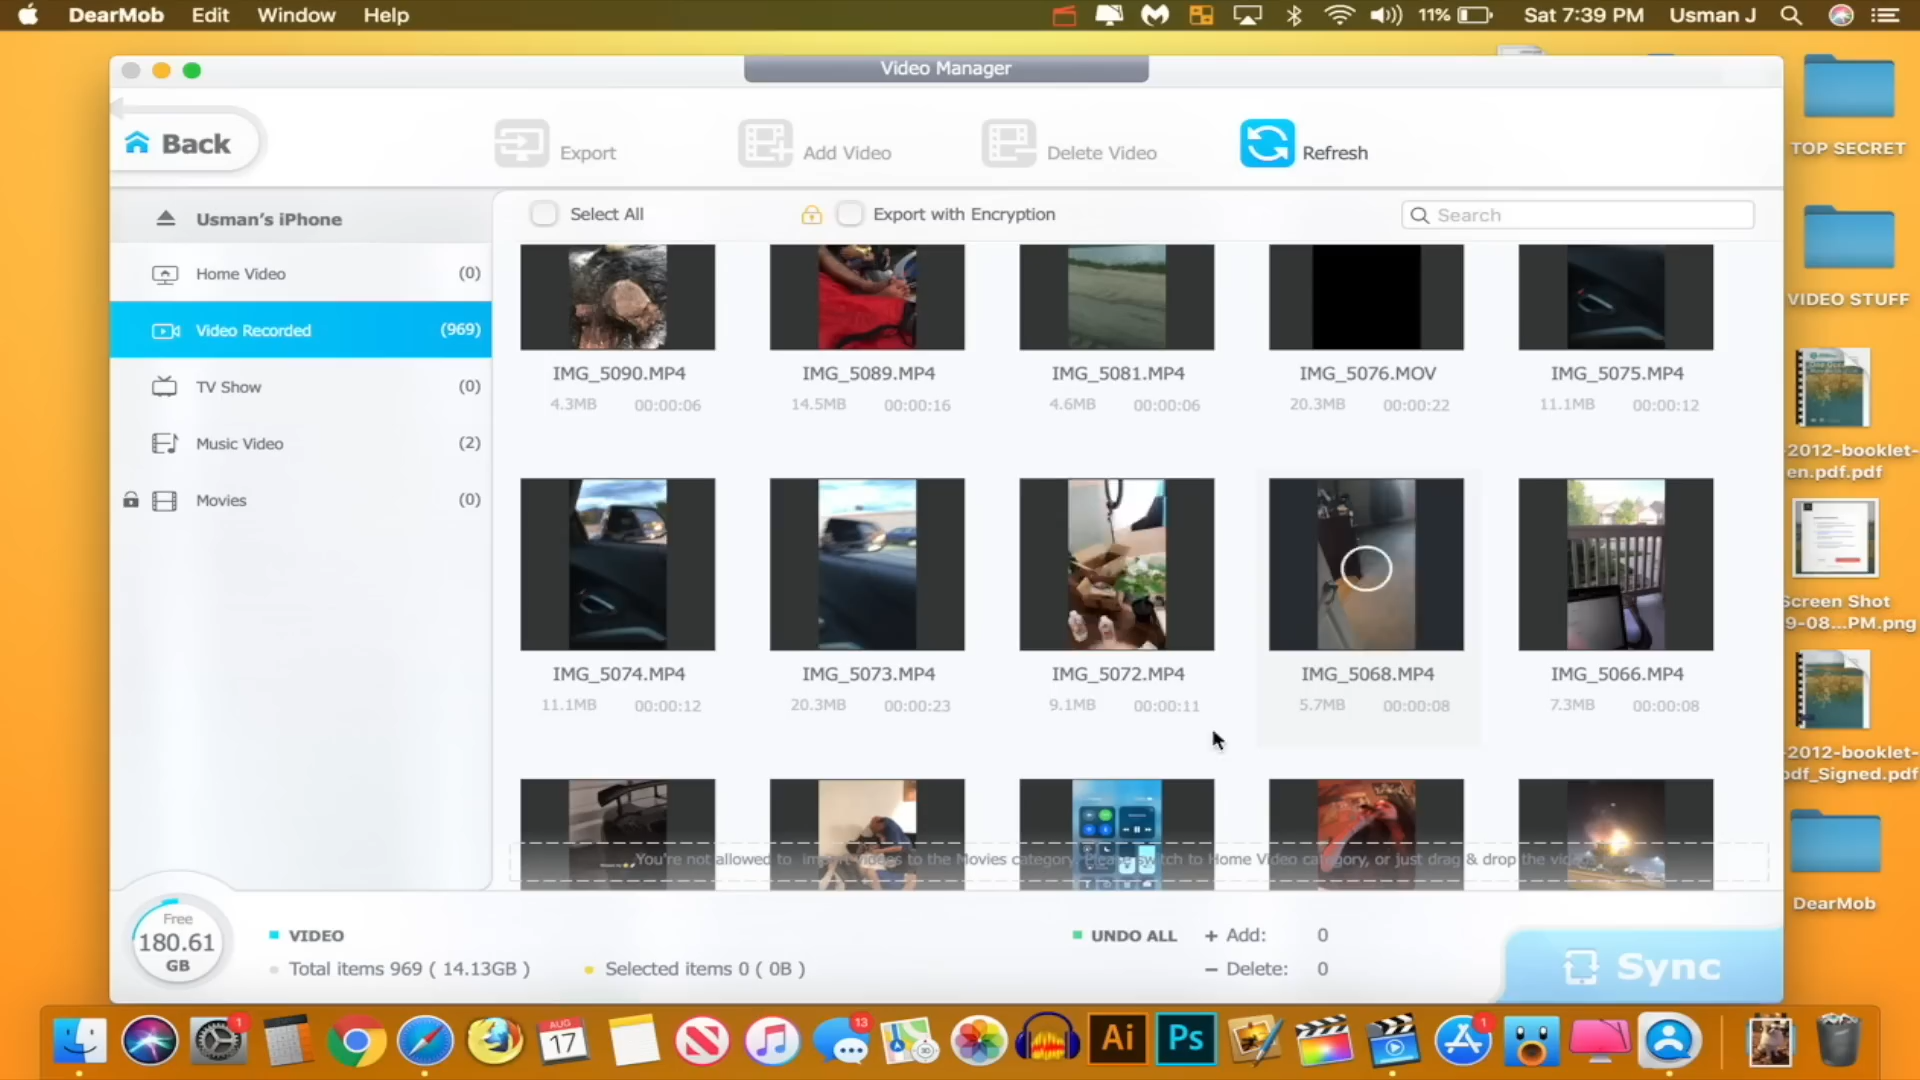 DearMob Edit Window Help 11% Sat 7:39 PM Usman J
Video Manager
Back
Export
Add Video
Delete Video
Refresh
Usman's iPhone
Home Video (0)
Video Recorded (969)
TV Show (0)
Music Video (2)
Movies (0)
Select All
Export with Encryption
Search
IMG_5090.MP4 IMG_5089.MP4 IMG_5081.MP4 IMG_5076.MOV IMG_5075.MP4
4.3MB 00:00:06 14.5MB 00:00:16 4.6MB 00:00:06 20.3MB 00:00:22 11.1MB 00:00:12
IMG_5074.MP4 IMG_5073.MP4 IMG_5072.MP4 IMG_5068.MP4 IMG_5066.MP4
11.1MB 00:00:12 20.3MB 00:00:23 9.1MB 00:00:11 5.7MB 00:00:08 7.3MB 00:00:08
You're not allowed to import videos to the Movies category. Please switch to Home Video category, or just drag & drop the video
Free
180.61
GB
VIDEO
Total items 969 ( 14.13GB )
Selected items 0 ( 0B )
UNDO ALL + Add: 0
− Delete: 0
Sync
TOP SECRET
VIDEO STUFF
-2012-booklet-
en.pdf.pdf
Screen Shot
9-08...PM.png
-2012-booklet-
pdf_Signed.pdf
DearMob
1
AUG
17
13
Ai
Ps
1